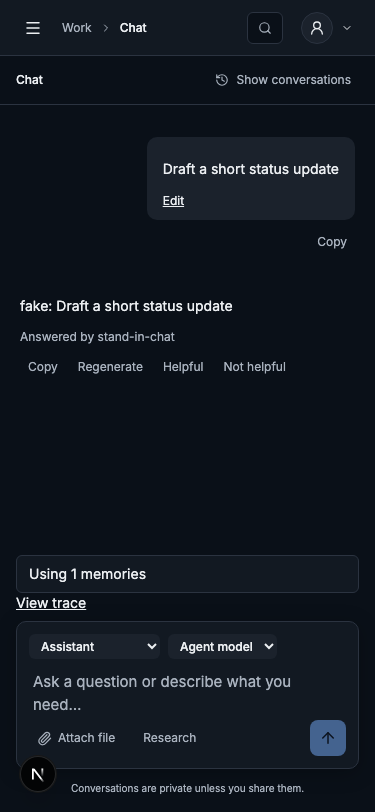 Work > Chat
Chat
Show conversations
Draft a short status update
Edit
Copy
fake: Draft a short status update
Answered by stand-in-chat
Copy Regenerate Helpful Not helpful
Using 1 memories
View trace
Assistant Agent model
Ask a question or describe what you
need...
Attach file Research
N
Conversations are private unless you share them.